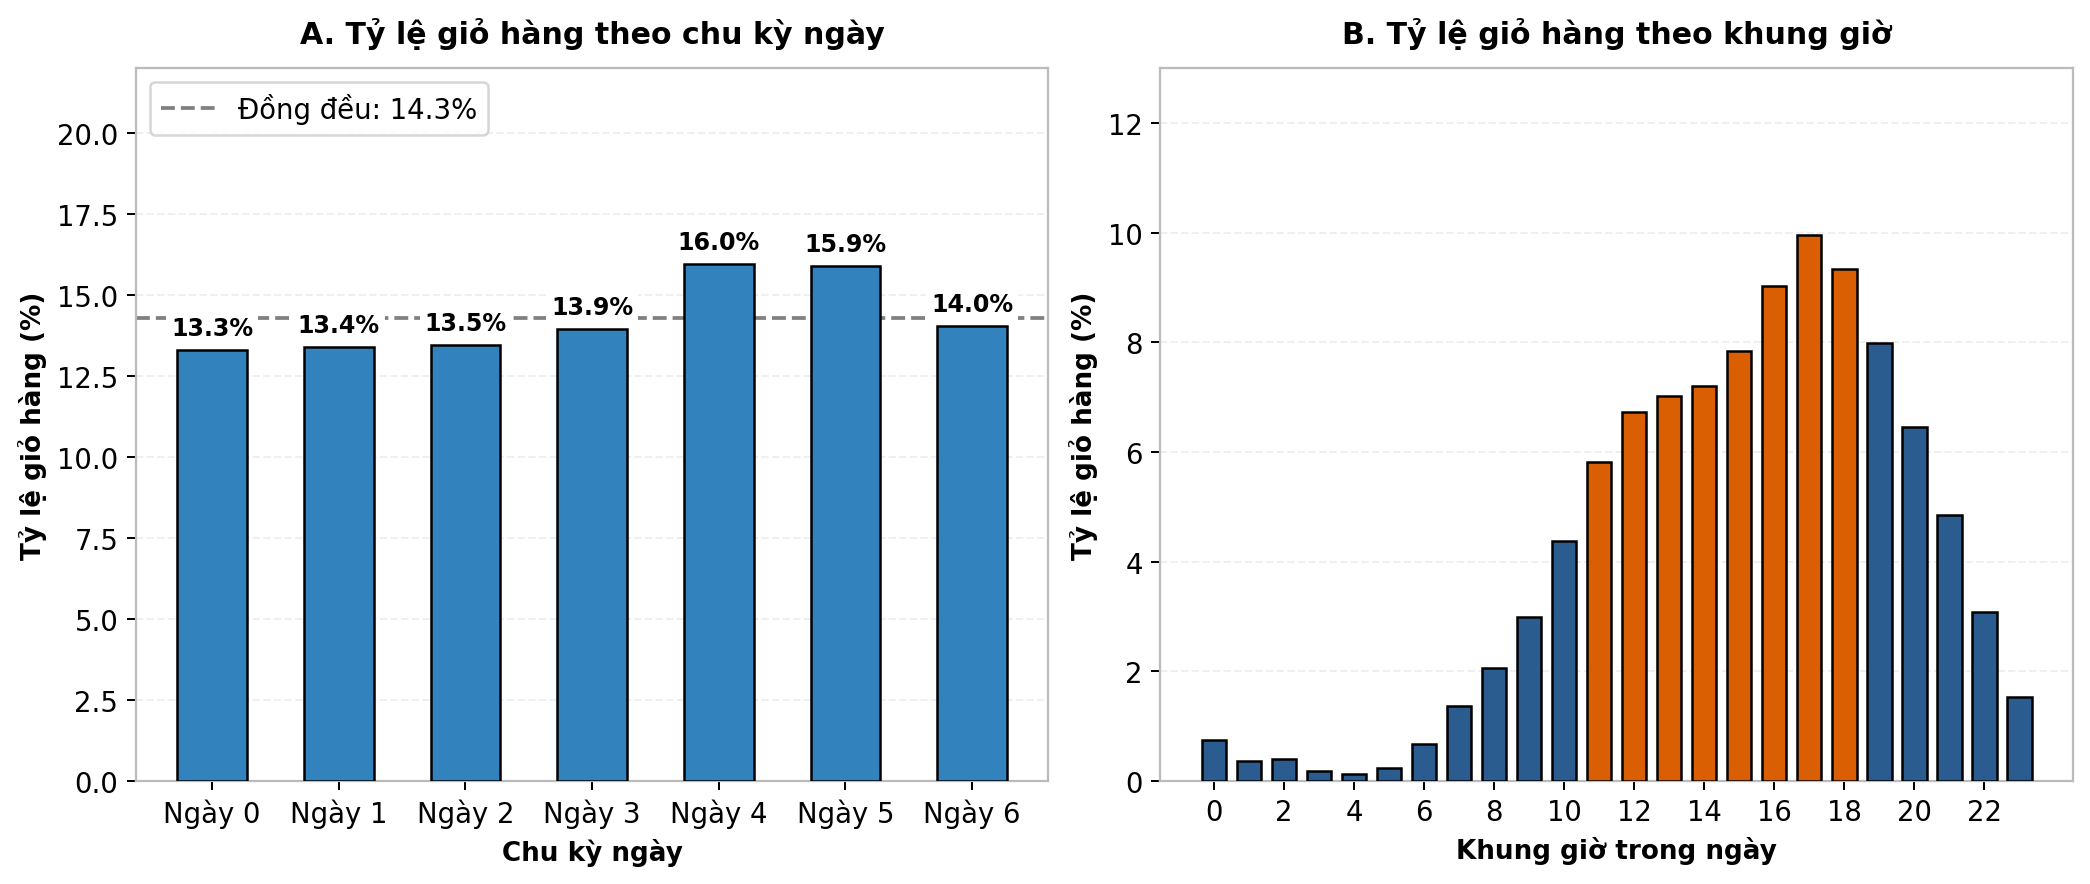 A. Tỷ lệ giỏ hàng theo chu kỳ ngày
Đồng đều: 14.3%
Tỷ lệ giỏ hàng (%)
20.0
17.5
15.0
12.5
10.0
7.5
5.0
2.5
0.0
13.3% 13.4% 13.5% 13.9% 16.0% 15.9% 14.0%
Ngày 0 Ngày 1 Ngày 2 Ngày 3 Ngày 4 Ngày 5 Ngày 6
Chu kỳ ngày
B. Tỷ lệ giỏ hàng theo khung giờ
Tỷ lệ giỏ hàng (%)
12
10
8
6
4
2
0
0 2 4 6 8 10 12 14 16 18 20 22
Khung giờ trong ngày